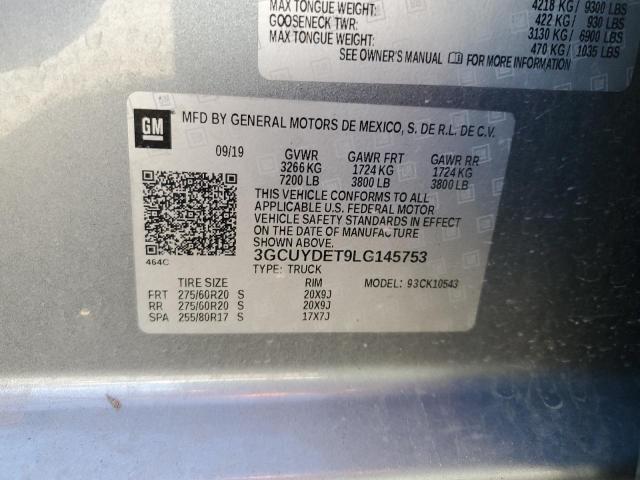 MAX TONGUE WEIGHT: 4218 KG / 9300 LBS
GOOSENECK TWR: 422 KG / 930 LBS
MAX TONGUE WEIGHT: 3130 KG / 6900 LBS
470 KG / 1035 LBS
SEE OWNER'S MANUAL FOR MORE INFORMATION.
GM
MFD BY GENERAL MOTORS DE MEXICO, S. DE R.L. DE C.V.
09/19 GVWR GAWR FRT GAWR RR
3266 KG 1724 KG 1724 KG
7200 LB 3800 LB 3800 LB
THIS VEHICLE CONFORMS TO ALL
APPLICABLE U.S. FEDERAL MOTOR
VEHICLE SAFETY STANDARDS IN EFFECT
ON THE DATE OF MANUFACTURE
SHOWN ABOVE.
464C
3GCUYDET9LG145753
TYPE: TRUCK MODEL: 93CK10543
TIRE SIZE RIM
FRT 275/60R20 S 20X9J
RR 275/60R20 S 20X9J
SPA 255/80R17 S 17X7J